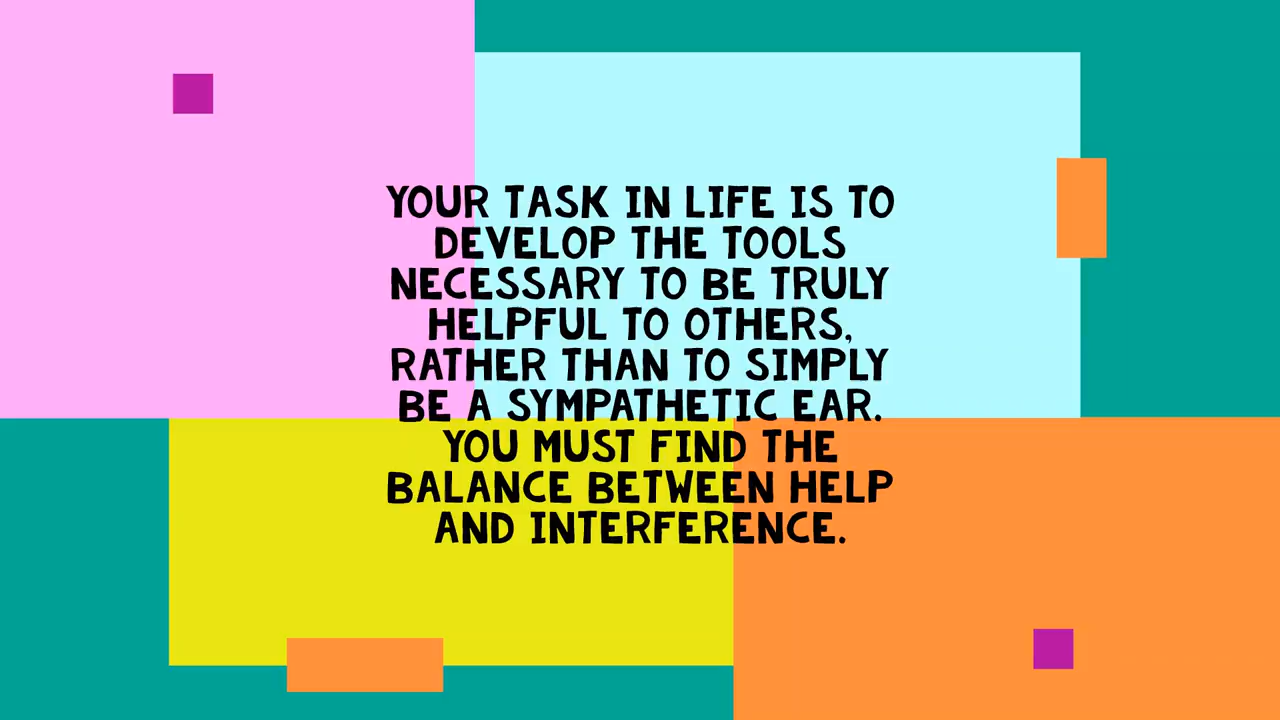 YOUR TASK IN LIFE IS TO
DEVELOP THE TOOLS
NECESSARY TO BE TRULY
HELPFUL TO OTHERS,
RATHER THAN TO SIMPLY
BE A SYMPATHETIC EAR.
YOU MUST FIND THE
BALANCE BETWEEN HELP
AND INTERFERENCE.